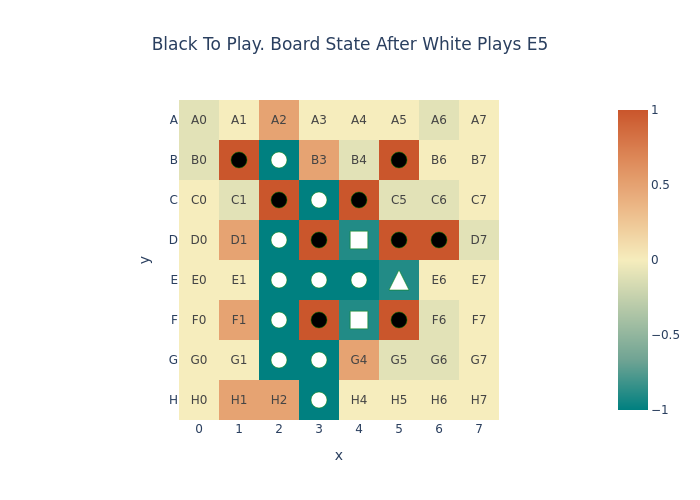 Black To Play. Board State After White Plays E5
A A0 A1 A2 A3 A4 A5 A6 A7
B B0 B3 B4 B6 B7
C C0 C1 C5 C6 C7
D D0 D1 D7
E E0 E1 E6 E7
F F0 F1 F6 F7
G G0 G1 G4 G5 G6 G7
H H0 H1 H2 H4 H5 H6 H7
0 1 2 3 4 5 6 7
x
y
1
0.5
0
−0.5
−1